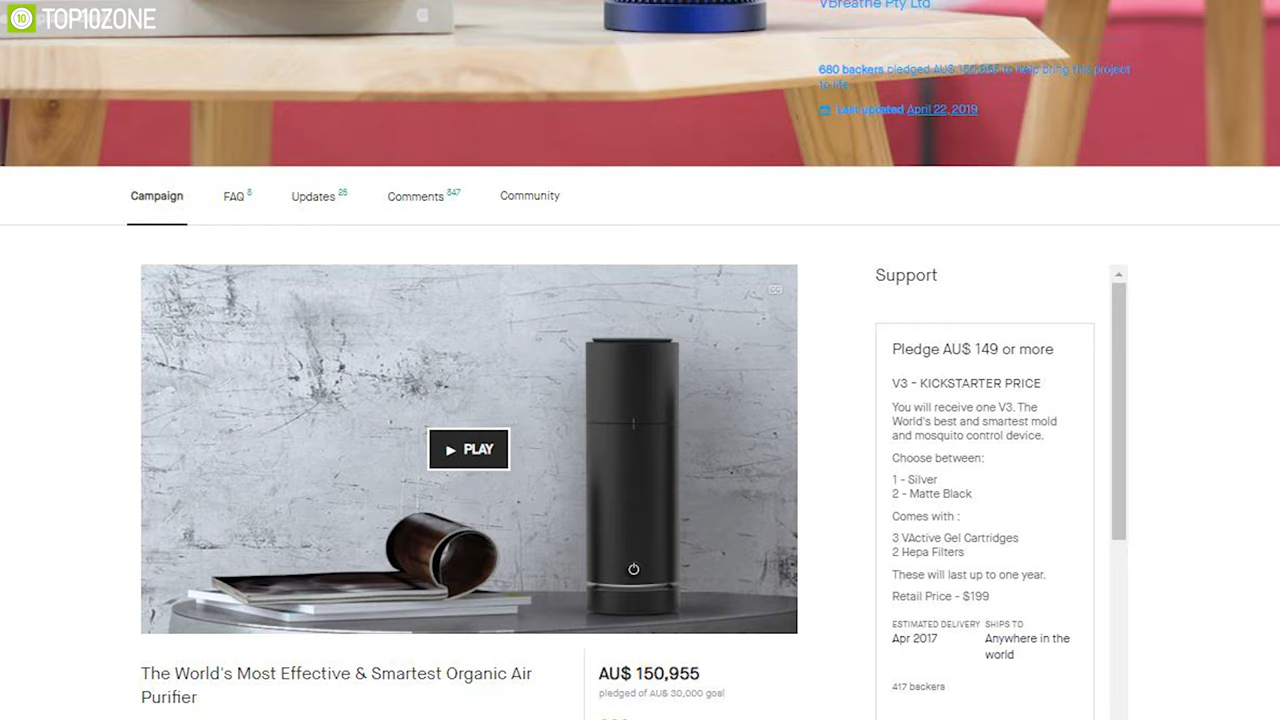 TOP10ZONE
VBreathe Pty Ltd
680 backers pledged AU$ 150,955 to help bring this project
to life.
Last updated April 22, 2019
Campaign FAQ 8 Updates 26 Comments 847 Community
CC
Support
Pledge AU$ 149 or more
V3 - KICKSTARTER PRICE
You will receive one V3. The
World's best and smartest mold
and mosquito control device.
Choose between:
1 - Silver
2 - Matte Black
Comes with :
3 VActive Gel Cartridges
2 Hepa Filters
These will last up to one year.
Retail Price - $199
ESTIMATED DELIVERY SHIPS TO
Apr 2017 Anywhere in the
world
417 backers
PLAY
The World's Most Effective & Smartest Organic Air
Purifier
AU$ 150,955
pledged of AU$ 30,000 goal